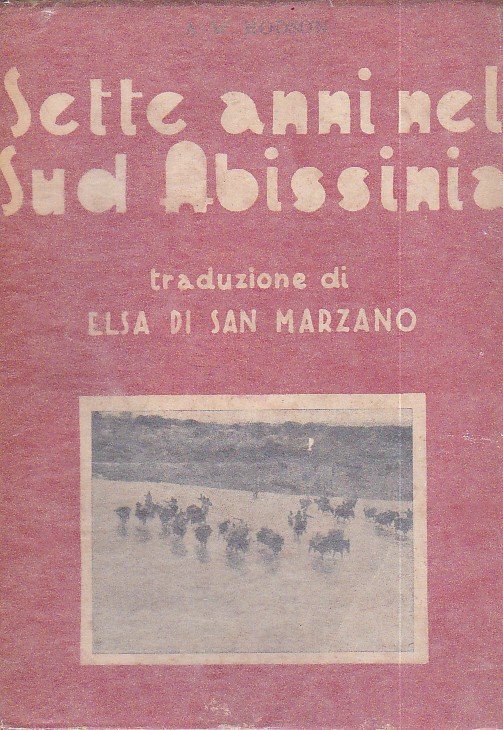 Sette anni nel
Sud Abissinia
traduzione di
ELSA DI SAN MARZANO